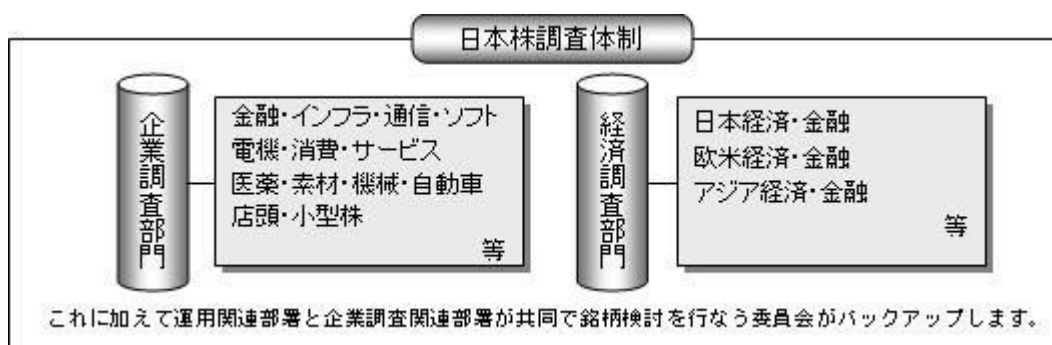 日本株調査体制
企業調査部門
金融・インフラ・通信・ソフト
電機・消費・サービス
医薬・素材・機械・自動車
店頭・小型株
等
経済調査部門
日本経済・金融
欧米経済・金融
アジア経済・金融
等
これに加えて運用関連部署と企業調査関連部署が共同で銘柄検討を行なう委員会がバックアップします。